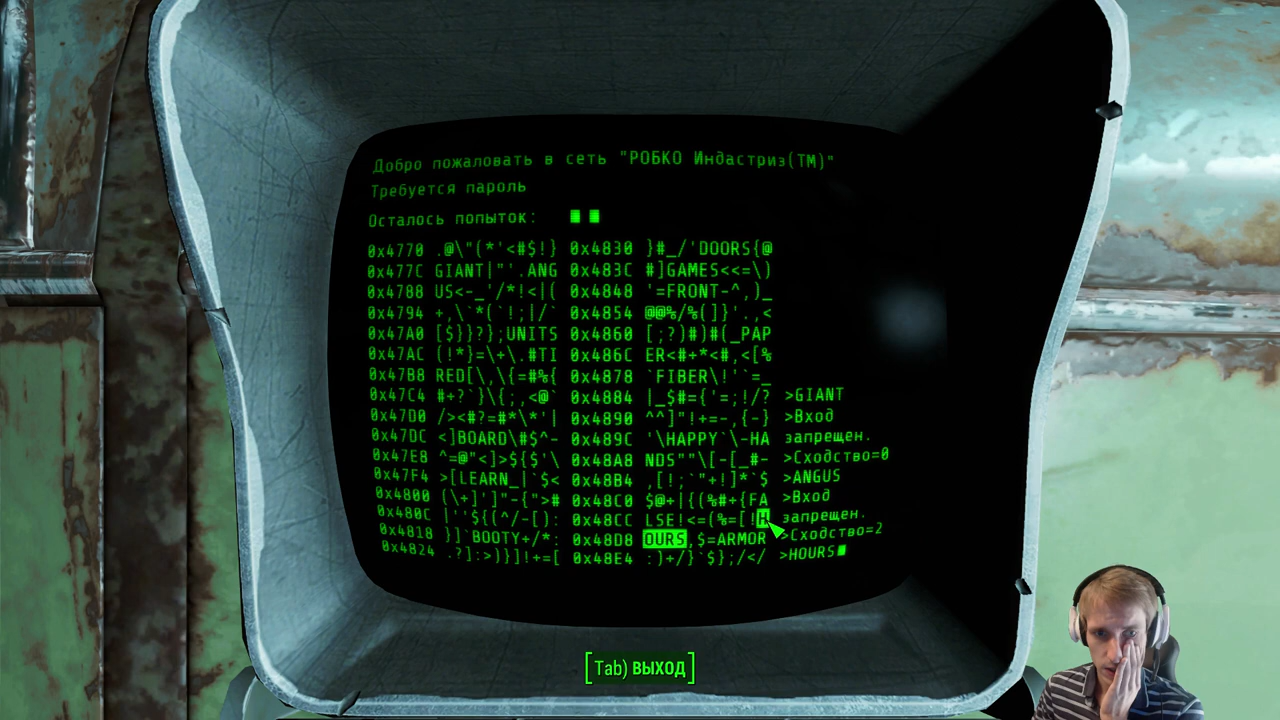 Добро пожаловать в сеть "РОБКО Индастриз(ТМ)"
Требуется пароль
Осталось попыток: ■ ■
0x4770 .@\"(*'<#$!} 0x4830 }#_/'DOORS{@
0x477C GIANT|"'.ANG 0x483C #]GAMES<<=\)
0x4788 US<-_'/*!<|( 0x4848 '=FRONT-^,)_
0x4794 +,\`*(`!;|/` 0x4854 @@%/%(]}'.,<
0x47A0 [$)}?};UNITS 0x4860 [;?)#)#(_PAP
0x47AC (!*}=\+\.#TI 0x486C ER<#+*<#,<[%
0x47B8 RED[\,\{=#%{ 0x4878 `FIBER\!'`=_
0x47C4 #+?`}\{;,<@` 0x4884 |_$#={'=;!/? >GIANT
0x47D0 /><#?=#*\*'| 0x4890 ^^]"!+=-,{-} >Вход
0x47DC <]BOARD\#$^- 0x489C '\HAPPY`\-HA запрещен.
0x47E8 ^=@"<]>${$'\ 0x48A8 NDS""\[-[_#- >Сходство=0
0x47F4 >[LEARN_|`$< 0x48B4 ,[!;`"+!]*`$ >ANGUS
0x4800 (\+]']"-{">#  0x48C0 $@+|{(%#+{FA >Вход
0x480C |''${(^/-[): 0x48CC LSE!<=(%=[!H запрещен.
0x4818 }]`BOOTY+/*: 0x48D8 OURS,$=ARMOR >Сходство=2
0x4824 .?]:>)}]!+=[ 0x48E4 :)+/}`$};/</ >HOURS■
[Tab) ВЫХОД]